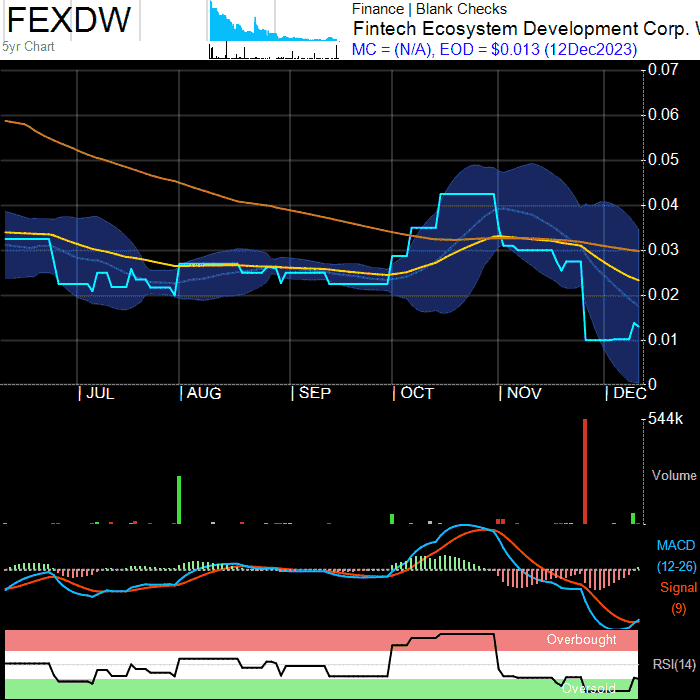 FEXDW
5yr Chart
Finance | Blank Checks
Fintech Ecosystem Development Corp.
MC = (N/A), EOD = $0.013 (12Dec2023)
0.07
0.06
0.05
0.04
0.03
0.02
0.01
0
JUL
AUG
SEP
OCT
NOV
DEC
544k
Volume
MACD
(12-26)
Signal
(9)
Overbought
RSI(14)
Oversold